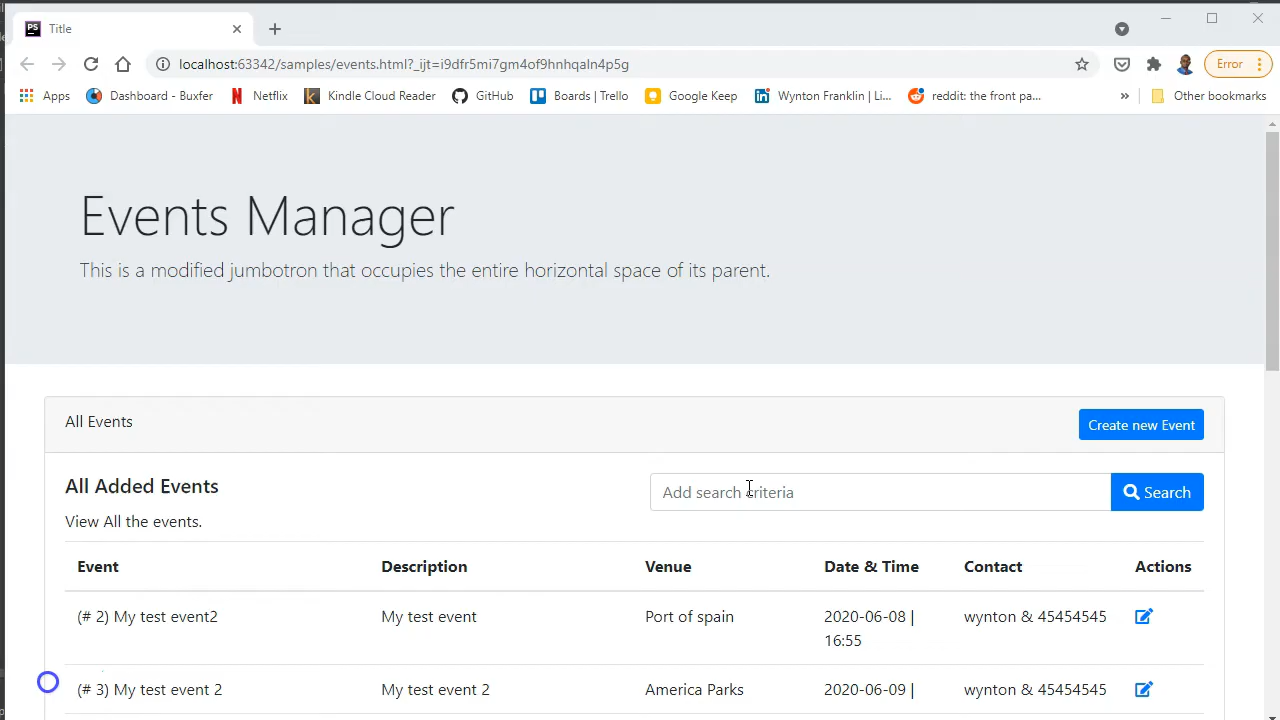 PS Title
localhost:63342/samples/events.html?_ijt=i9dfr5mi7gm4of9hnhqaln4p5g
Error
Apps
Dashboard - Buxfer
Netflix
Kindle Cloud Reader
GitHub
Boards | Trello
Google Keep
Wynton Franklin | Li...
reddit: the front pa...
»
Other bookmarks
Events Manager
This is a modified jumbotron that occupies the entire horizontal space of its parent.
All Events
Create new Event
All Added Events
Add search criteria
Search
View All the events.
Event Description Venue Date & Time Contact Actions
(# 2) My test event2 My test event Port of spain 2020-06-08 | wynton & 45454545
16:55
(# 3) My test event 2 My test event 2 America Parks 2020-06-09 | wynton & 45454545